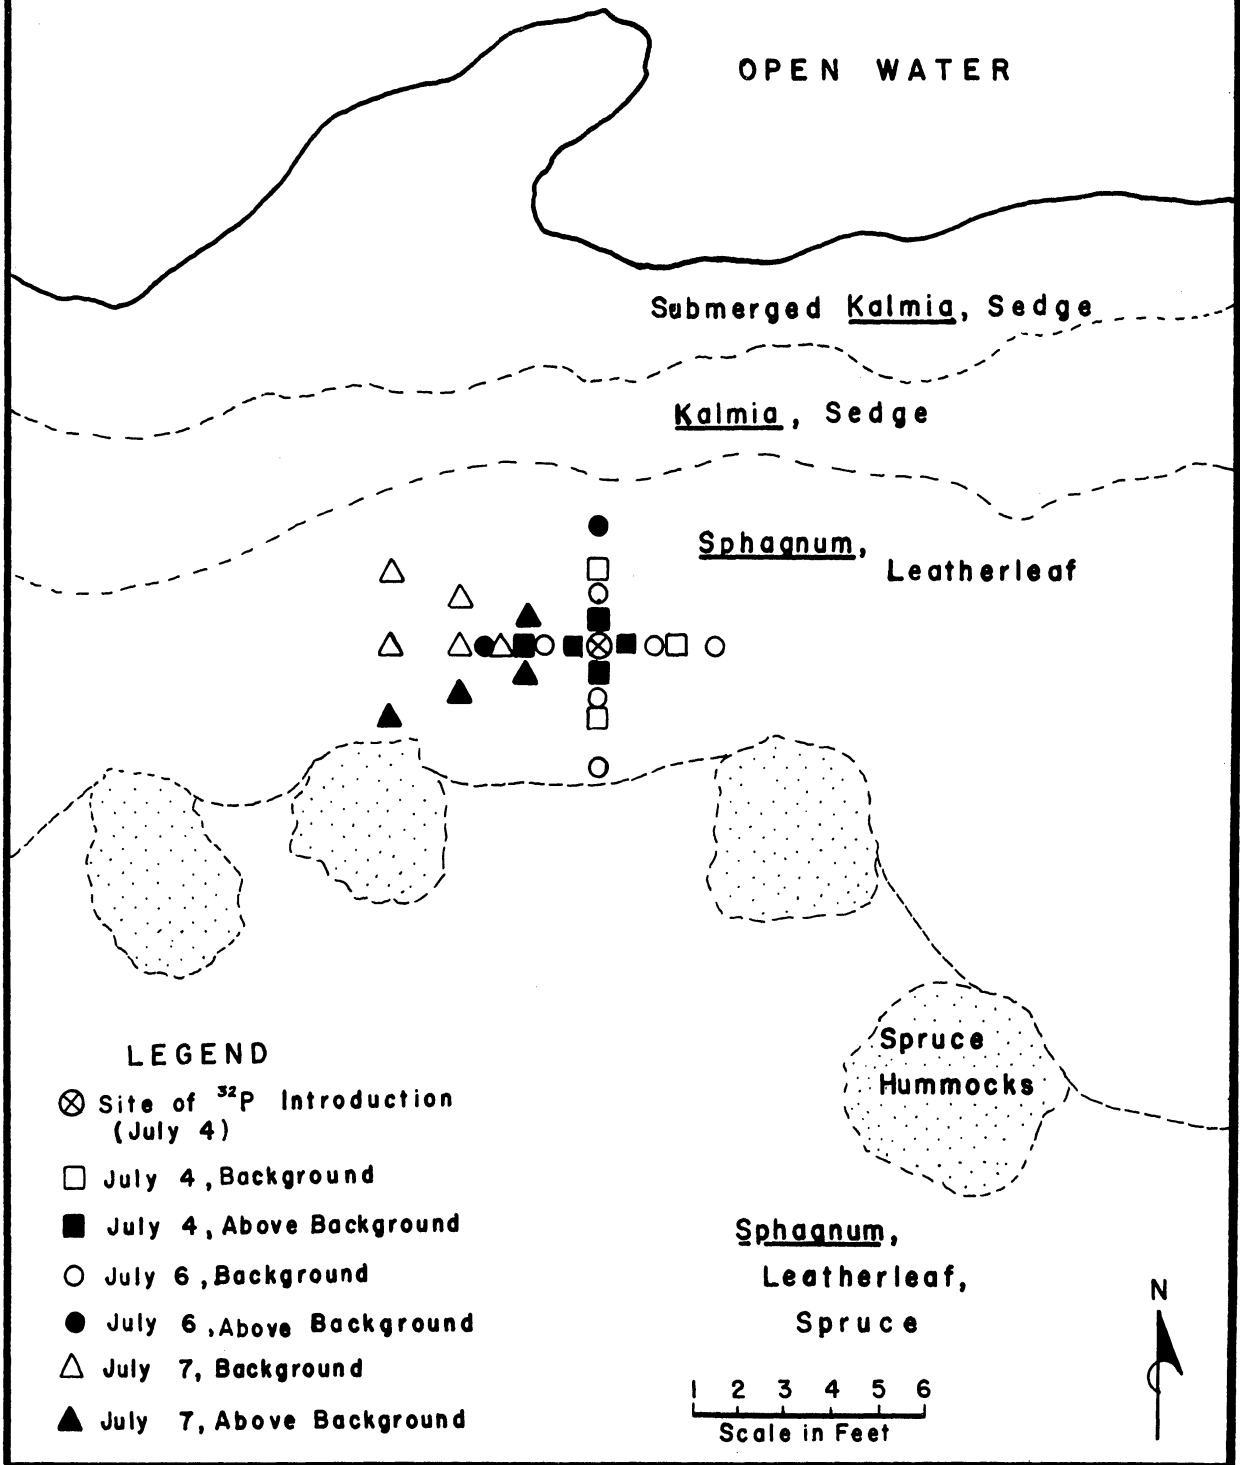 OPEN WATER
Submerged Kalmia, Sedge
Kalmia, Sedge
Sphagnum,
Leatherleaf
Spruce
Hummocks
LEGEND
Site of ³²P Introduction
(July 4)
July 4, Background
July 4, Above Background
July 6, Background
July 6, Above Background
July 7, Background
July 7, Above Background
Sphagnum,
Leatherleaf,
Spruce
N
1 2 3 4 5 6
Scale in Feet